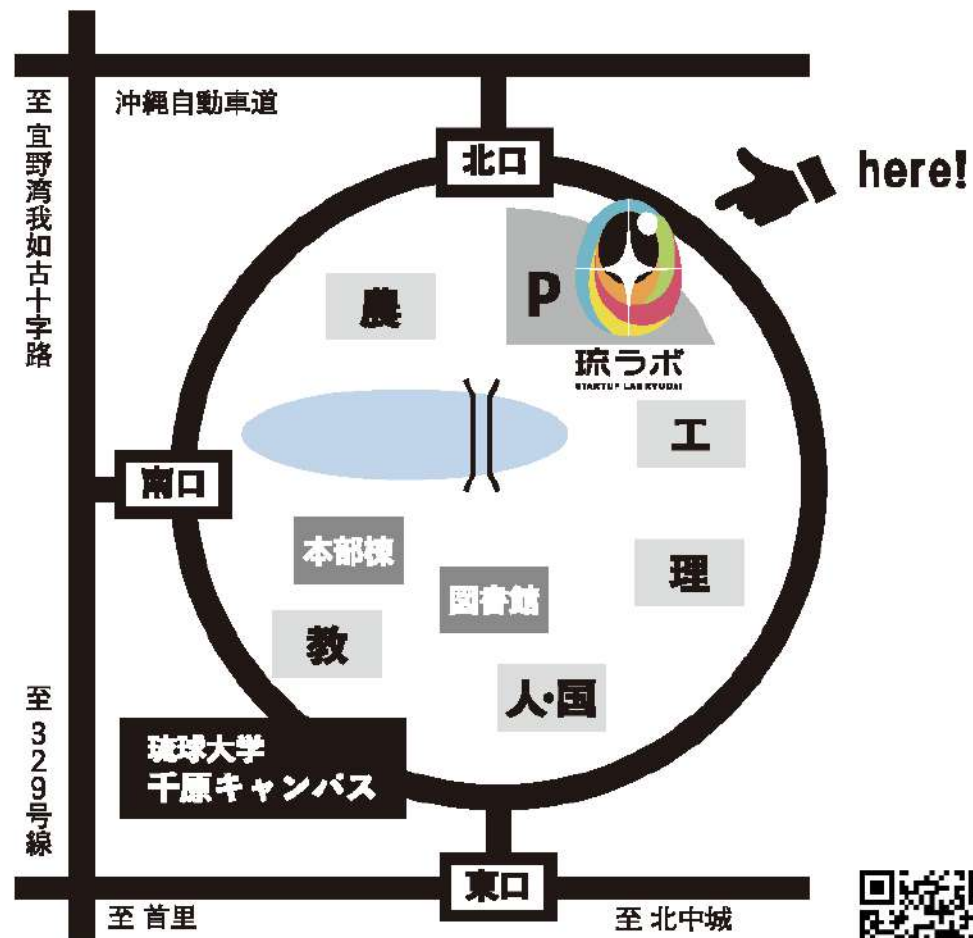 沖縄自動車道
至宜野湾我如古十字路
北口
here!
P
農
琉ラボ
STARTUP LAB RYUDAI
工
南口
本部棟
図書館
理
教
人・国
琉球大学
千原キャンパス
至329号線
東口
至 首里
至 北中城